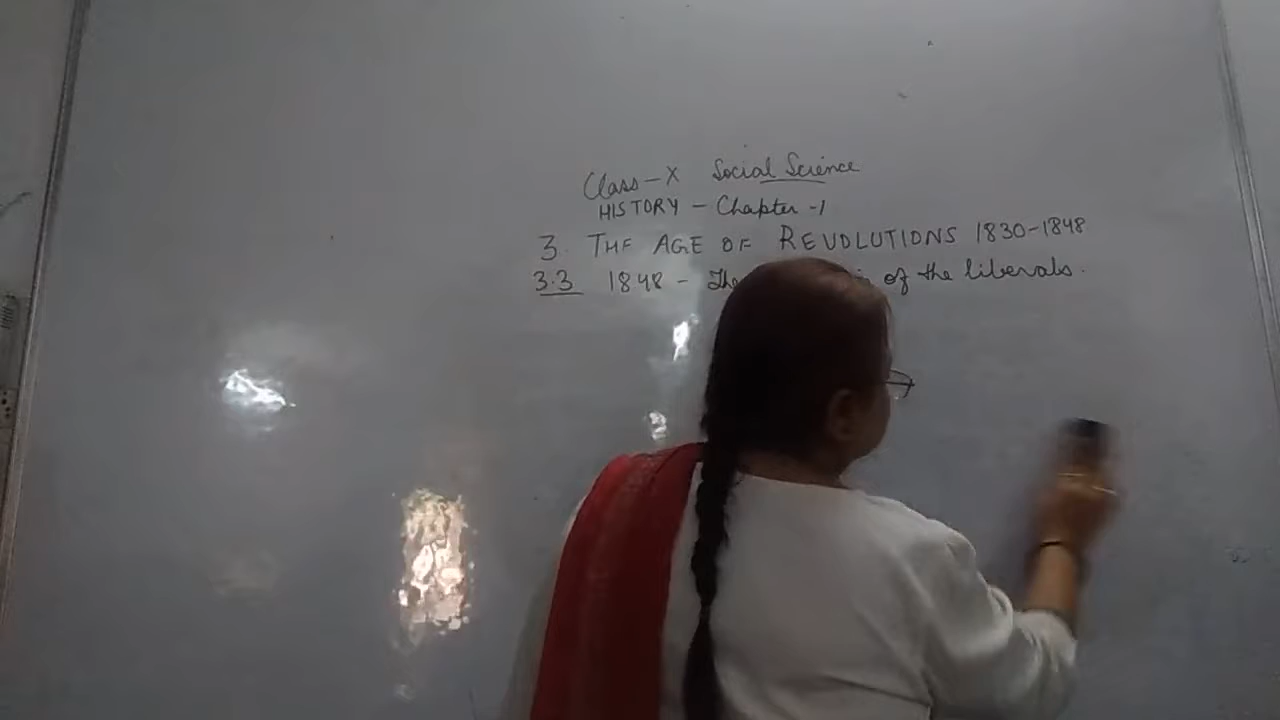 Class-X Social Science
HISTORY - Chapter -1
3. THE AGE OF REVOLUTIONS 1830-1848
3.3 1848 - The of the liberals.